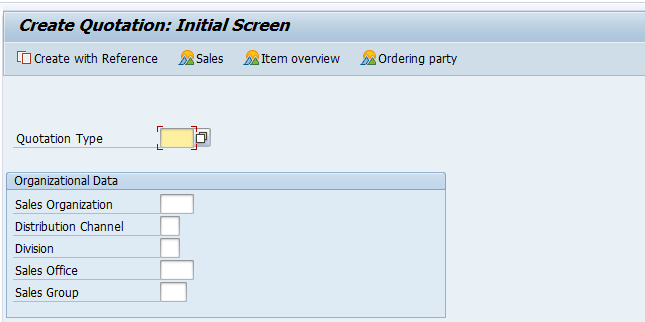 Create Quotation: Initial Screen
Create with Reference Sales Item overview Ordering party
Quotation Type
Organizational Data
Sales Organization
Distribution Channel
Division
Sales Office
Sales Group